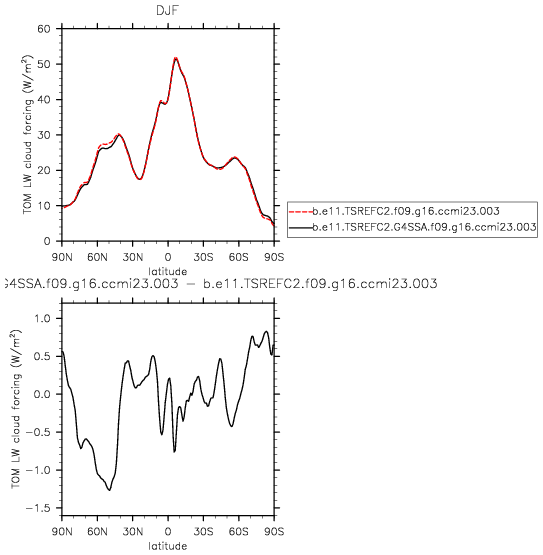 DJF
60
50
40
30
20
10
0
TOM LW cloud forcing (W/m²)
90N 60N 30N 0 30S 60S 90S
latitude
b.e11.TSREFC2.f09.g16.ccmi23.003
b.e11.TSREFC2.G4SSA.f09.g16.ccmi23.003
G4SSA.f09.g16.ccmi23.003 − b.e11.TSREFC2.f09.g16.ccmi23.003
1.0
0.5
0.0
−0.5
−1.0
−1.5
TOM LW cloud forcing (W/m²)
90N 60N 30N 0 30S 60S 90S
latitude